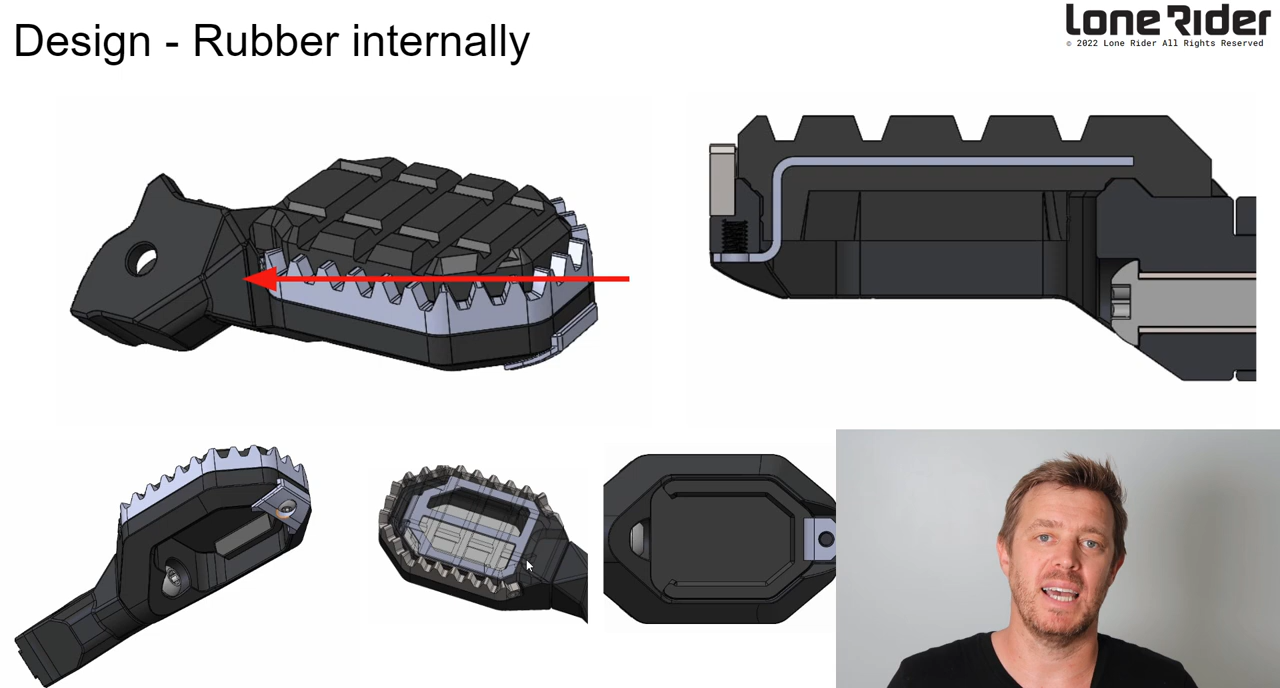 Design - Rubber internally
Lone Rider
© 2022 Lone Rider All Rights Reserved